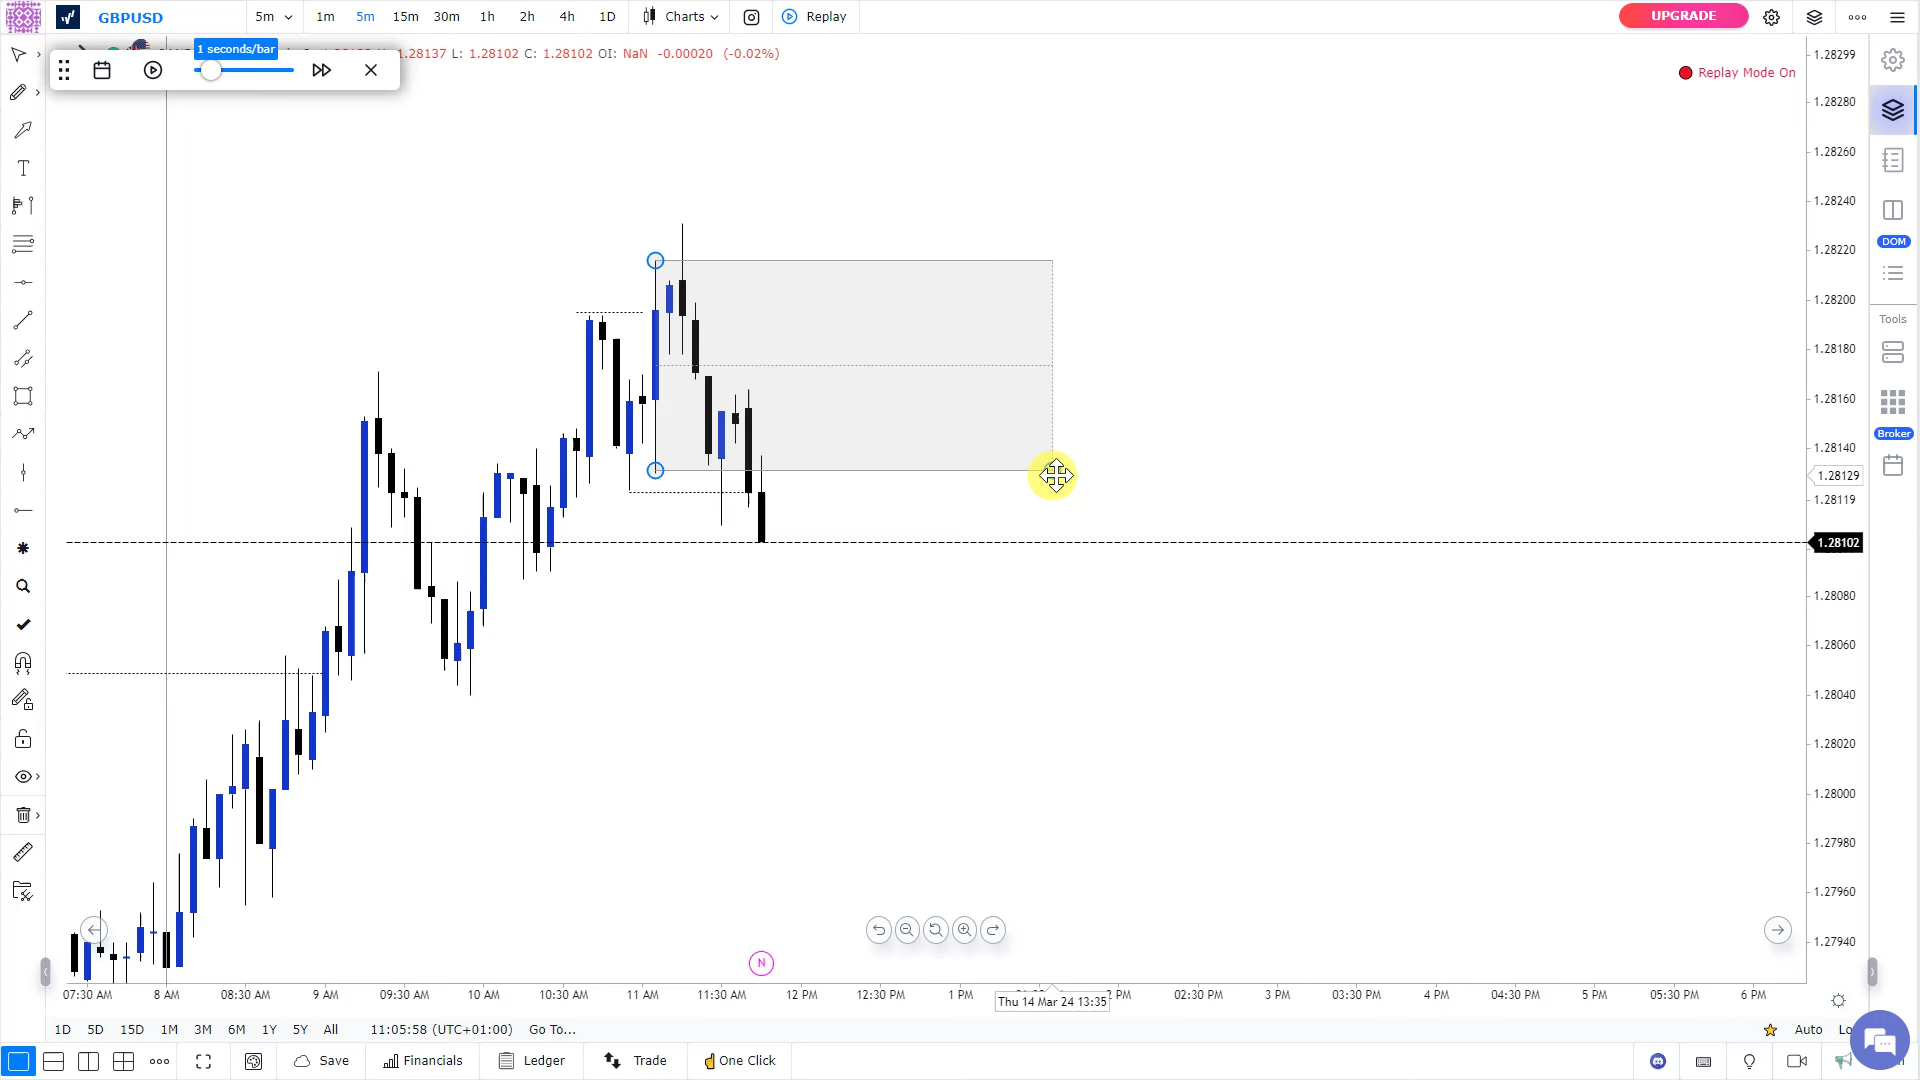 GBPUSD 5m 1m 5m 15m 30m 1h 2h 4h 1D Charts Replay UPGRADE
1 seconds/bar
1.28137 L: 1.28102 C: 1.28102 OI: NaN -0.00020 (-0.02%)
Replay Mode On
1.28299
1.28280
1.28260
1.28240
1.28220
1.28200
1.28180
1.28160
1.28140
1.28129
1.28119
1.28102
1.28080
1.28060
1.28040
1.28020
1.28000
1.27980
1.27960
1.27940
DOM
Tools
Broker
N
07:30 AM 8 AM 08:30 AM 9 AM 09:30 AM 10 AM 10:30 AM 11 AM 11:30 AM 12 PM 12:30 PM 1 PM 2 PM 02:30 PM 3 PM 03:30 PM 4 PM 04:30 PM 5 PM 05:30 PM 6 PM
Thu 14 Mar 24 13:35
1D 5D 15D 1M 3M 6M 1Y 5Y All 11:05:58 (UTC+01:00) Go To... Auto Lo
Save Financials Ledger Trade One Click